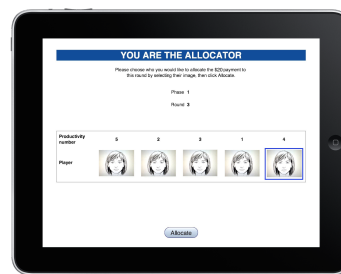 YOU ARE THE ALLOCATOR
Please choose who you would like to allocate the $20 payment to
this round by selecting their image, then click Allocate.
Phase 1
Round 3
Productivity number 5 2 3 1 4
Player
Allocate